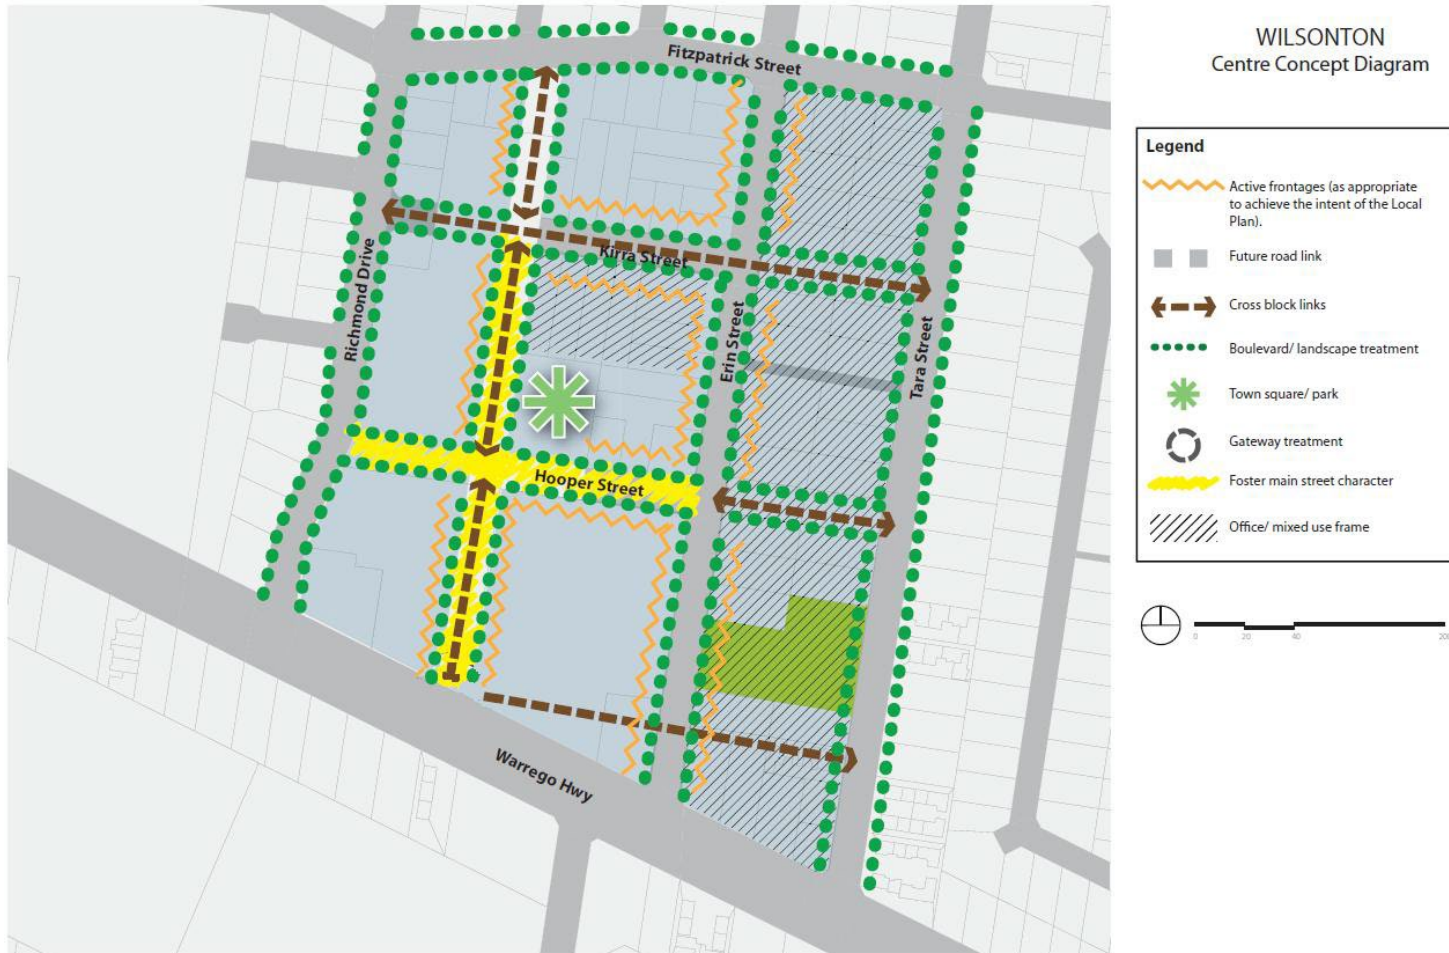 WILSONTON
Centre Concept Diagram
Legend
Active frontages (as appropriate
to achieve the intent of the Local
Plan).
Future road link
Cross block links
Boulevard/ landscape treatment
Town square/ park
Gateway treatment
Foster main street character
Office/ mixed use frame
0 20 40 200
Fitzpatrick Street
Kirra Street
Richmond Drive
Erin Street
Tara Street
Hooper Street
Warrego Hwy